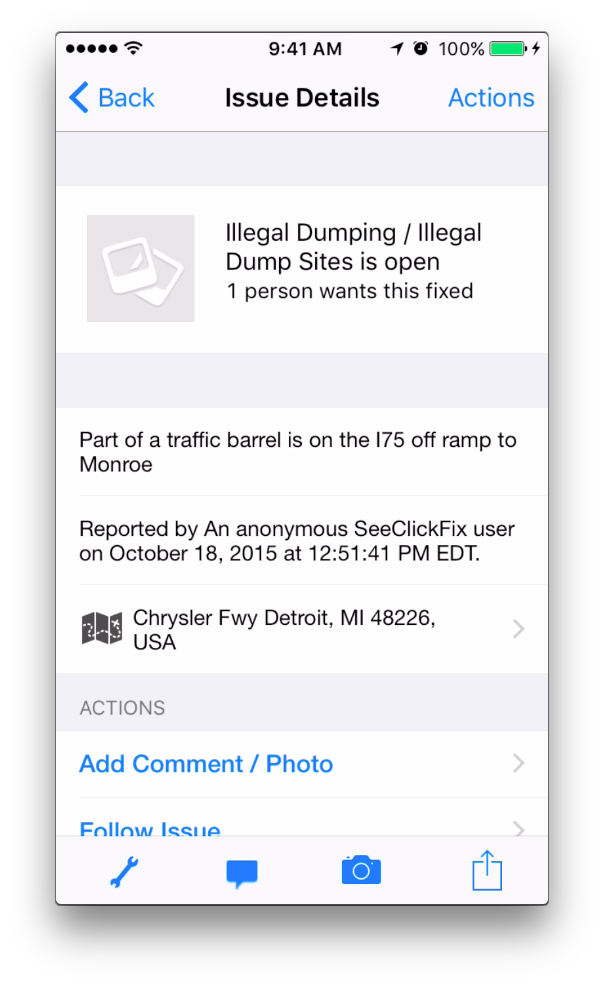 9:41 AM 100%
Back Issue Details Actions
Illegal Dumping / Illegal
Dump Sites is open
1 person wants this fixed
Part of a traffic barrel is on the I75 off ramp to
Monroe
Reported by An anonymous SeeClickFix user
on October 18, 2015 at 12:51:41 PM EDT.
Chrysler Fwy Detroit, MI 48226,
USA
ACTIONS
Add Comment / Photo
Follow Issue